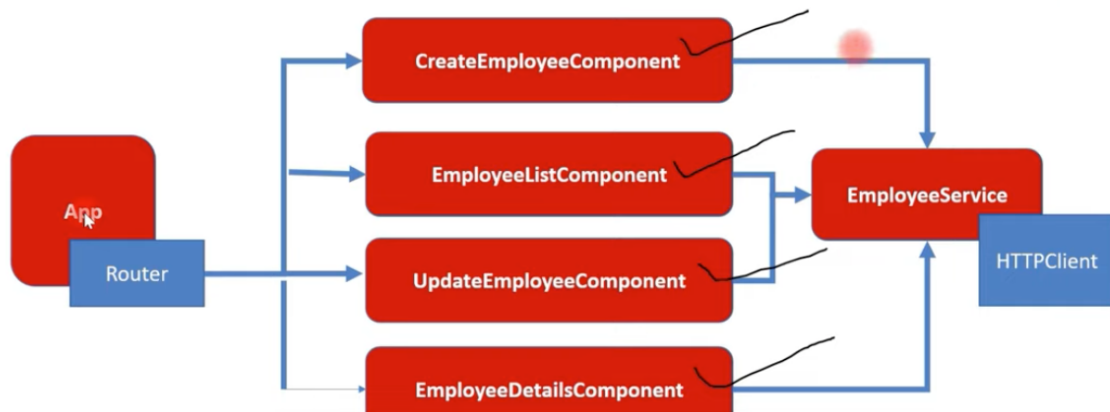 CreateEmployeeComponent
EmployeeListComponent
App
EmployeeService
Router
UpdateEmployeeComponent
HTTPClient
EmployeeDetailsComponent